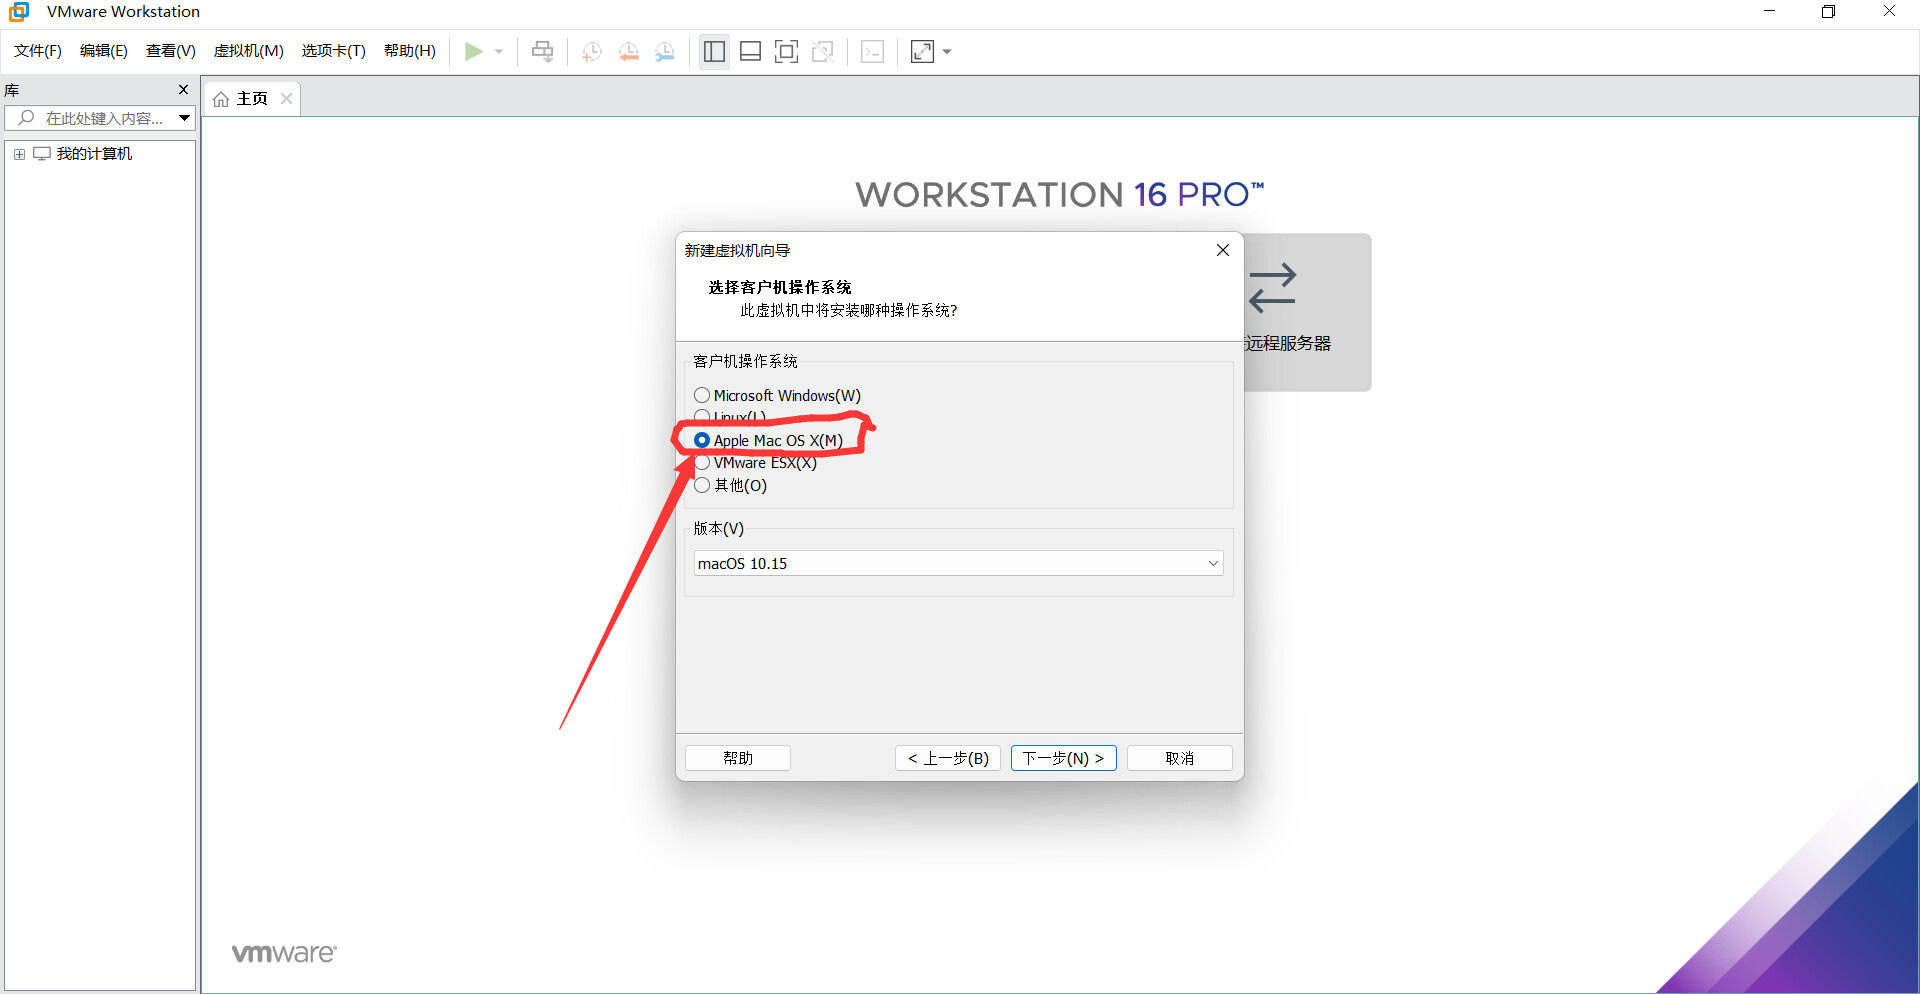 VMware Workstation
文件(F) 编辑(E) 查看(V) 虚拟机(M) 选项卡(T) 帮助(H)
库
主页
在此处键入内容...
我的计算机
WORKSTATION 16 PRO™
新建虚拟机向导
选择客户机操作系统
此虚拟机中将安装哪种操作系统?
远程服务器
客户机操作系统
Microsoft Windows(W)
Linux(L)
Apple Mac OS X(M)
VMware ESX(X)
其他(O)
版本(V)
macOS 10.15
帮助 < 上一步(B) 下一步(N) > 取消
vmware®